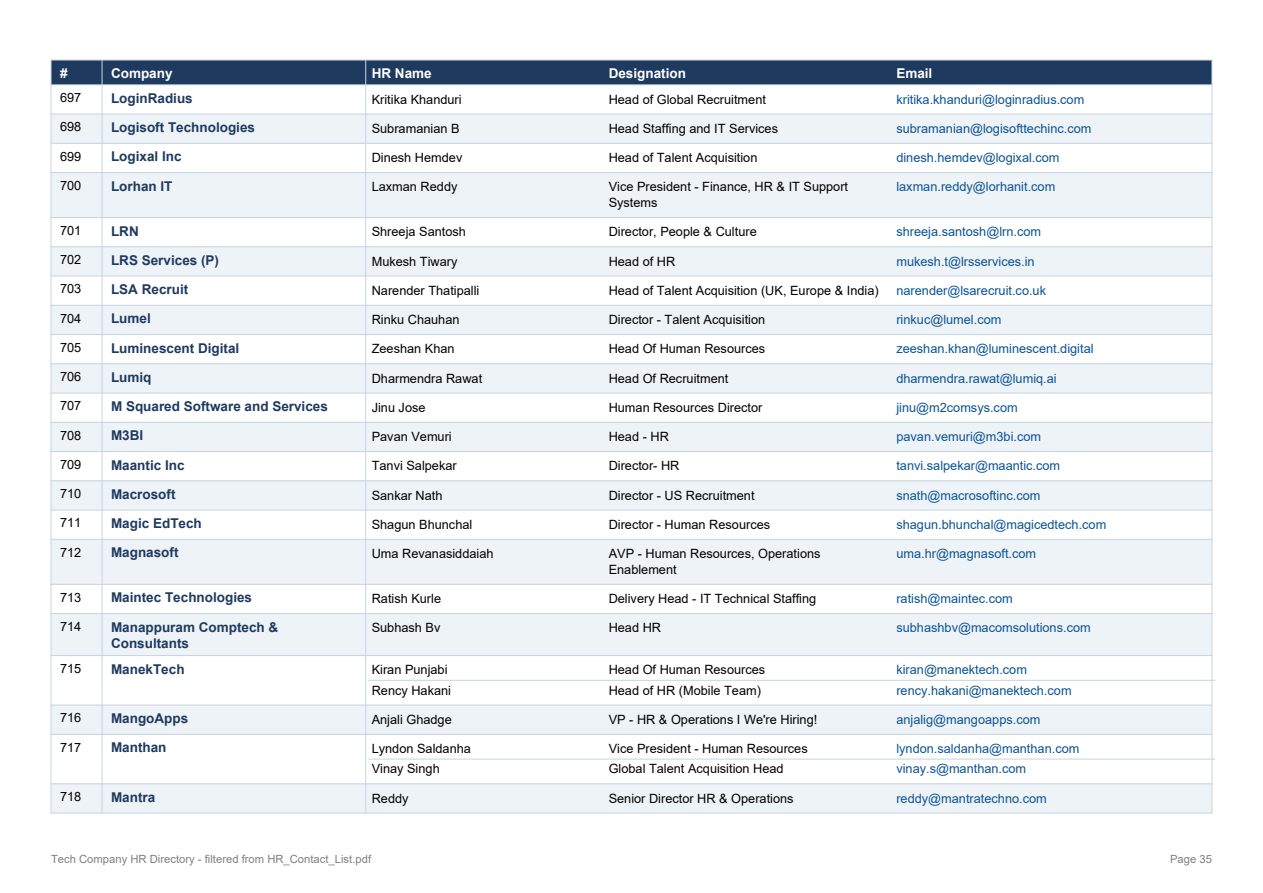 # Company HR Name Designation Email
697 LoginRadius Kritika Khanduri Head of Global Recruitment kritika.khanduri@loginradius.com
698 Logisoft Technologies Subramanian B Head Staffing and IT Services subramanian@logisofttechinc.com
699 Logixal Inc Dinesh Hemdev Head of Talent Acquisition dinesh.hemdev@logixal.com
700 Lorhan IT Laxman Reddy Vice President - Finance, HR & IT Support laxman.reddy@lorhanit.com
Systems
701 LRN Shreeja Santosh Director, People & Culture shreeja.santosh@lrn.com
702 LRS Services (P) Mukesh Tiwary Head of HR mukesh.t@lrsservices.in
703 LSA Recruit Narender Thatipalli Head of Talent Acquisition (UK, Europe & India) narender@lsarecruit.co.uk
704 Lumel Rinku Chauhan Director - Talent Acquisition rinkuc@lumel.com
705 Luminescent Digital Zeeshan Khan Head Of Human Resources zeeshan.khan@luminescent.digital
706 Lumiq Dharmendra Rawat Head Of Recruitment dharmendra.rawat@lumiq.ai
707 M Squared Software and Services Jinu Jose Human Resources Director jinu@m2comsys.com
708 M3BI Pavan Vemuri Head - HR pavan.vemuri@m3bi.com
709 Maantic Inc Tanvi Salpekar Director- HR tanvi.salpekar@maantic.com
710 Macrosoft Sankar Nath Director - US Recruitment snath@macrosoftinc.com
711 Magic EdTech Shagun Bhunchal Director - Human Resources shagun.bhunchal@magicedtech.com
712 Magnasoft Uma Revanasiddaiah AVP - Human Resources, Operations uma.hr@magnasoft.com
Enablement
713 Maintec Technologies Ratish Kurle Delivery Head - IT Technical Staffing ratish@maintec.com
714 Manappuram Comptech & Subhash Bv Head HR subhashbv@macomsolutions.com
Consultants
715 ManekTech Kiran Punjabi Head Of Human Resources kiran@manektech.com
Rency Hakani Head of HR (Mobile Team) rency.hakani@manektech.com
716 MangoApps Anjali Ghadge VP - HR & Operations I We're Hiring! anjalig@mangoapps.com
717 Manthan Lyndon Saldanha Vice President - Human Resources lyndon.saldanha@manthan.com
Vinay Singh Global Talent Acquisition Head vinay.s@manthan.com
718 Mantra Reddy Senior Director HR & Operations reddy@mantratechno.com
Tech Company HR Directory - filtered from HR_Contact_List.pdf Page 35